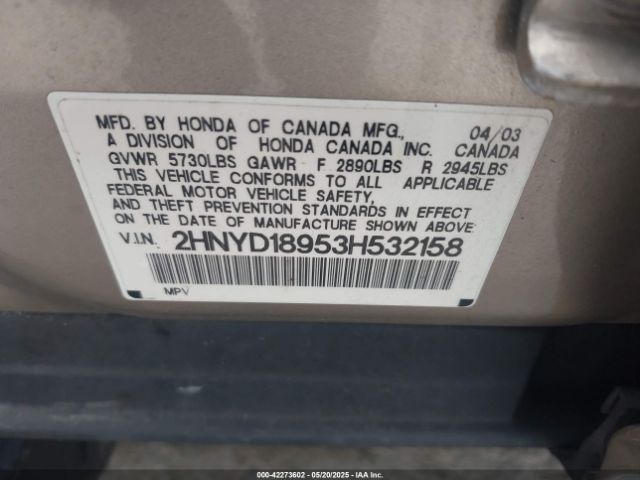 MFD. BY HONDA OF CANADA MFG., 04/03
A DIVISION OF HONDA CANADA INC. CANADA
GVWR 5730LBS GAWR F 2890LBS R 2945LBS
THIS VEHICLE CONFORMS TO ALL APPLICABLE
FEDERAL MOTOR VEHICLE SAFETY,
AND THEFT PREVENTION STANDARDS IN EFFECT
ON THE DATE OF MANUFACTURE SHOWN ABOVE.
V.I.N. 2HNYD18953H532158
MPV
000-42273602 - 05/20/2025 - IAA Inc.